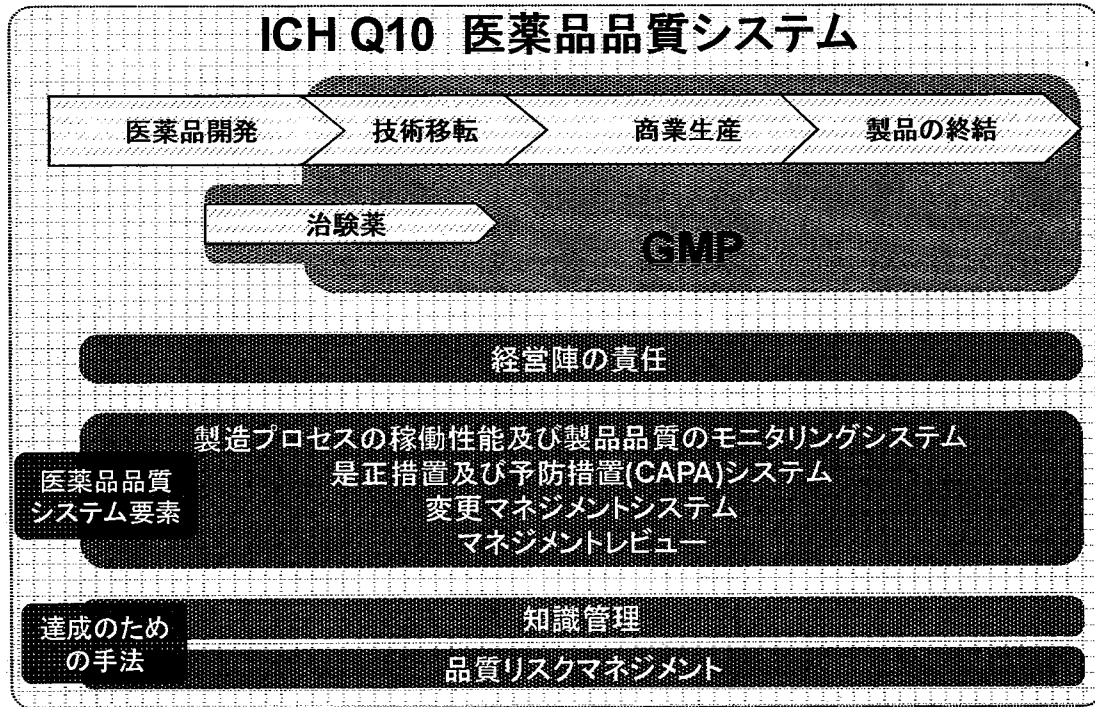 ICH Q10 医薬品品質システム
医薬品開発
技術移転
商業生産
製品の終結
治験薬
GMP
経営陣の責任
医薬品品質
システム要素
製造プロセスの稼働性能及び製品品質のモニタリングシステム
是正措置及び予防措置(CAPA)システム
変更マネジメントシステム
マネジメントレビュー
達成のため
の手法
知識管理
品質リスクマネジメント